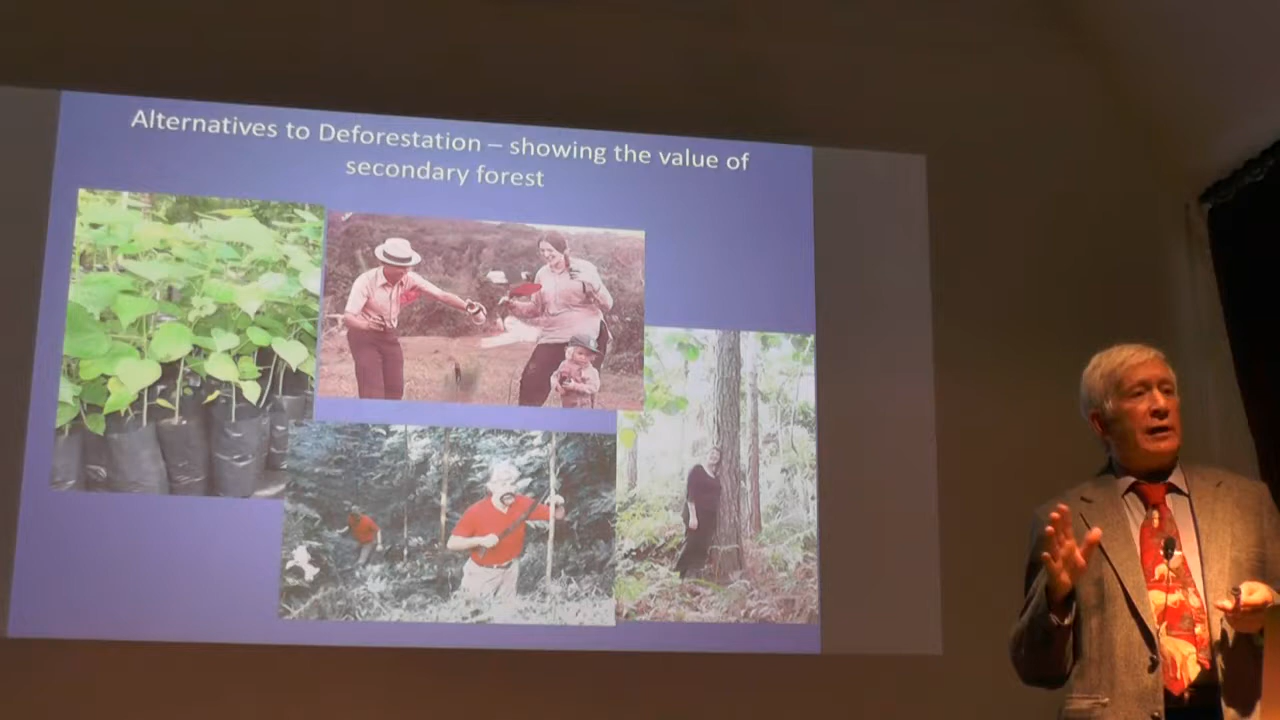 Alternatives to Deforestation – showing the value of
secondary forest